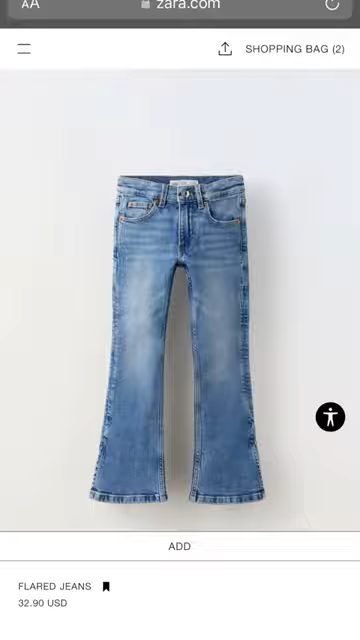 AA
zara.com
SHOPPING BAG (2)
ADD
FLARED JEANS
32.90 USD